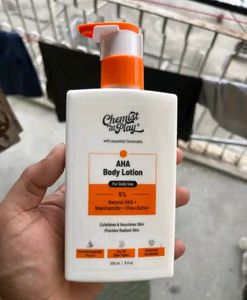 Chemist
at Play
with essential Ceramides
AHA
Body Lotion
For Daily Use
5%
Natural AHA +
Niacinamide + Shea Butter
Exfoliates & Nourishes Skin
Provides Radiant Skin